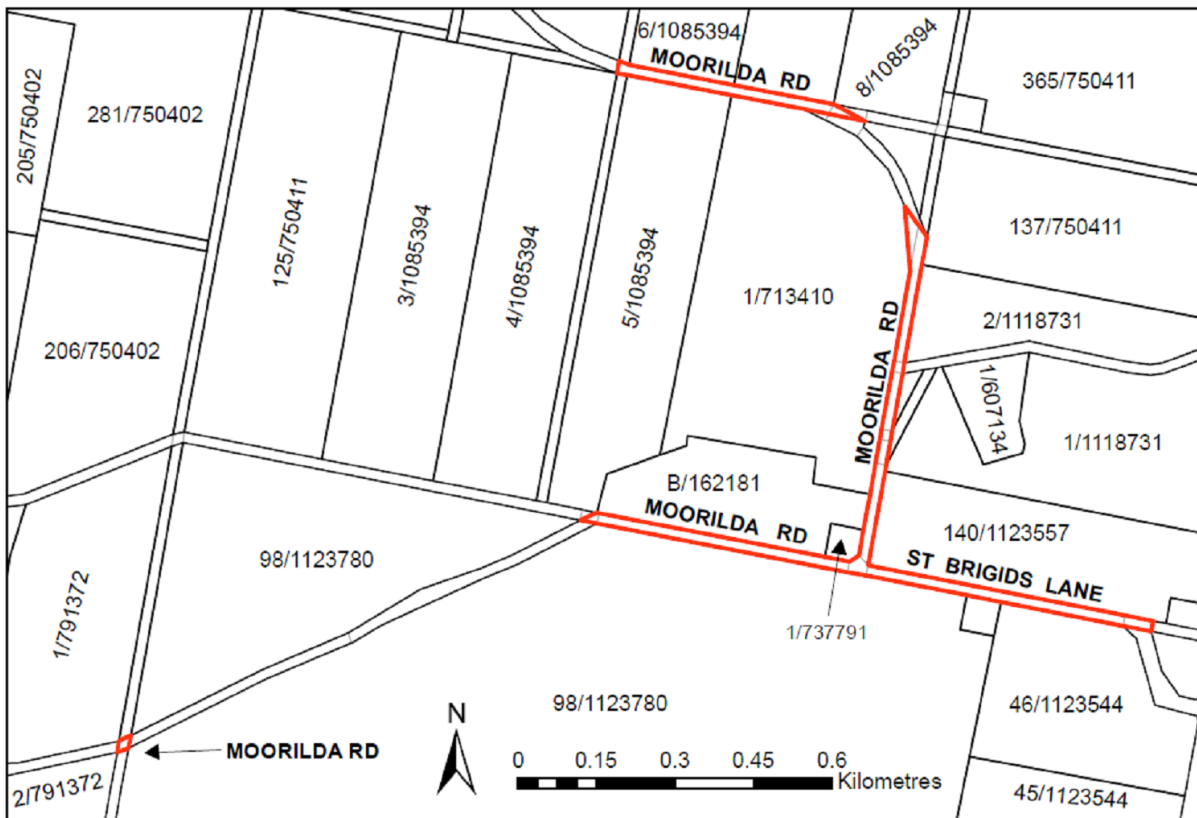 6/1085394
MOORILDA RD
8/1085394
365/750411
205/750402
281/750402
125/750411
3/1085394
4/1085394
5/1085394
1/713410
137/750411
206/750402
MOORILDA RD
2/1118731
1/607134
1/1118731
B/162181
MOORILDA RD
140/1123557
98/1123780
ST BRIGIDS LANE
1/791372
1/737791
98/1123780
46/1123544
MOORILDA RD
N
0 0.15 0.3 0.45 0.6
Kilometres
2/791372
45/1123544